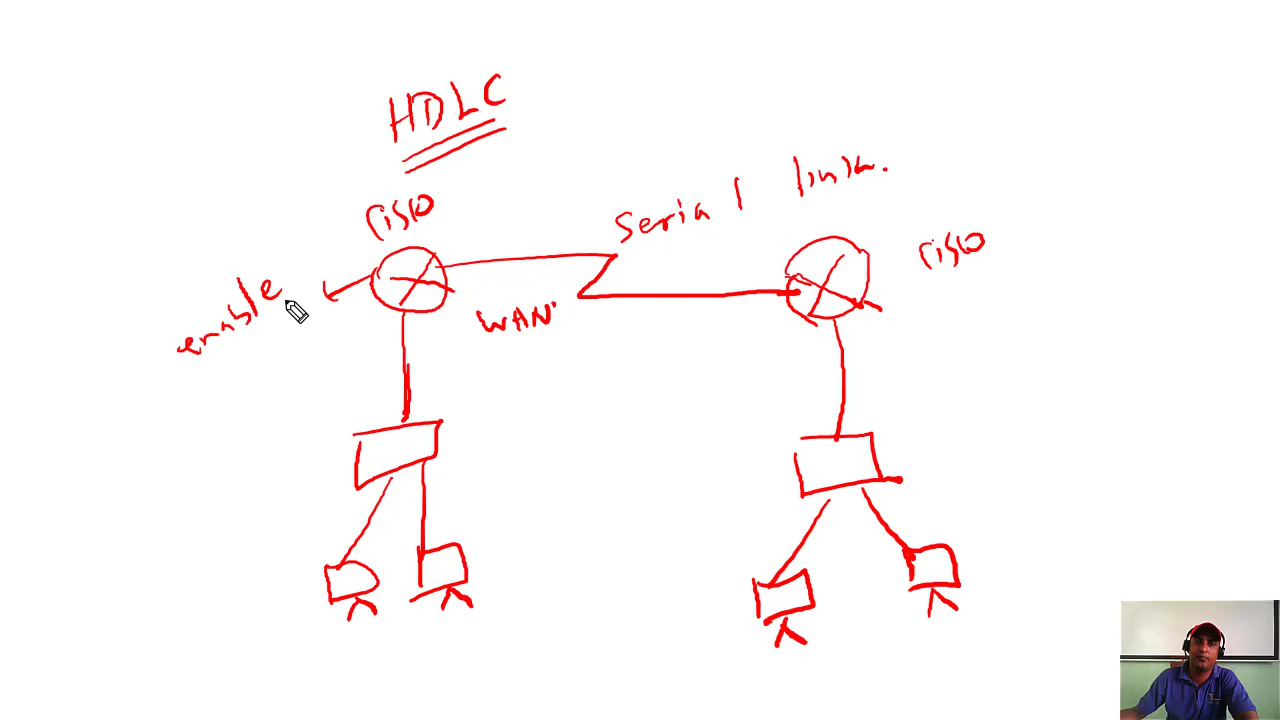 HDLC
Serial link.
cisco
cisco
enable
WAN